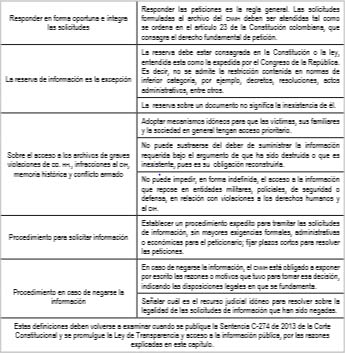 Responder en forma oportuna e íntegra
las solicitudes
Responder las peticiones es la regla general. Las solicitudes
formuladas al archivo del CNMH deben ser atendidas tal como
se ordena en el artículo 23 de la Constitución colombiana, que
consagra el derecho fundamental de petición.
La reserva de información es la excepción
La reserva debe estar consagrada en la Constitución o la ley,
entendida esta como la expedida por el Congreso de la República.
Es decir, no se admite la restricción contenida en normas de
inferior categoría, por ejemplo, decretos, resoluciones, actos
administrativos, entre otros.
La reserva sobre un documento no significa la inexistencia de él.
Sobre el acceso a los archivos de graves
violaciones de DD. HH., infracciones al DIH,
memoria histórica y conflicto armado
Adoptar mecanismos idóneos para que las víctimas, sus familiares
y la sociedad en general tengan acceso prioritario.
No puede sustraerse del deber de suministrar la información
requerida bajo el argumento de que ha sido destruida o que es
inexistente, pues es su obligación reconstruirla.
No puede impedir, en forma indefinida, el acceso a la información
que repose en entidades militares, policiales, de seguridad o
defensa, en relación con violaciones a los derechos humanos y
al DIH.
Procedimiento para solicitar información
Establecer un procedimiento expedito para tramitar las solicitudes
de información, sin mayores exigencias formales, administrativas
o económicas para el peticionario; fijar plazos cortos para resolver
las peticiones.
Procedimiento en caso de negarse la
información
En caso de negarse la información, el CNMH está obligado a exponer
por escrito las razones o motivos que tuvo para tomar esa decisión,
indicando las disposiciones legales en que se fundamenta.
Señalar cuál es el recurso judicial idóneo para resolver sobre la
legalidad de las solicitudes de información que han sido negadas.
Estas definiciones deben volverse a examinar cuando se publique la Sentencia C-274 de 2013 de la Corte
Constitucional y se promulgue la Ley de Transparencia y acceso a la información pública, por las razones
explicadas en este capítulo.